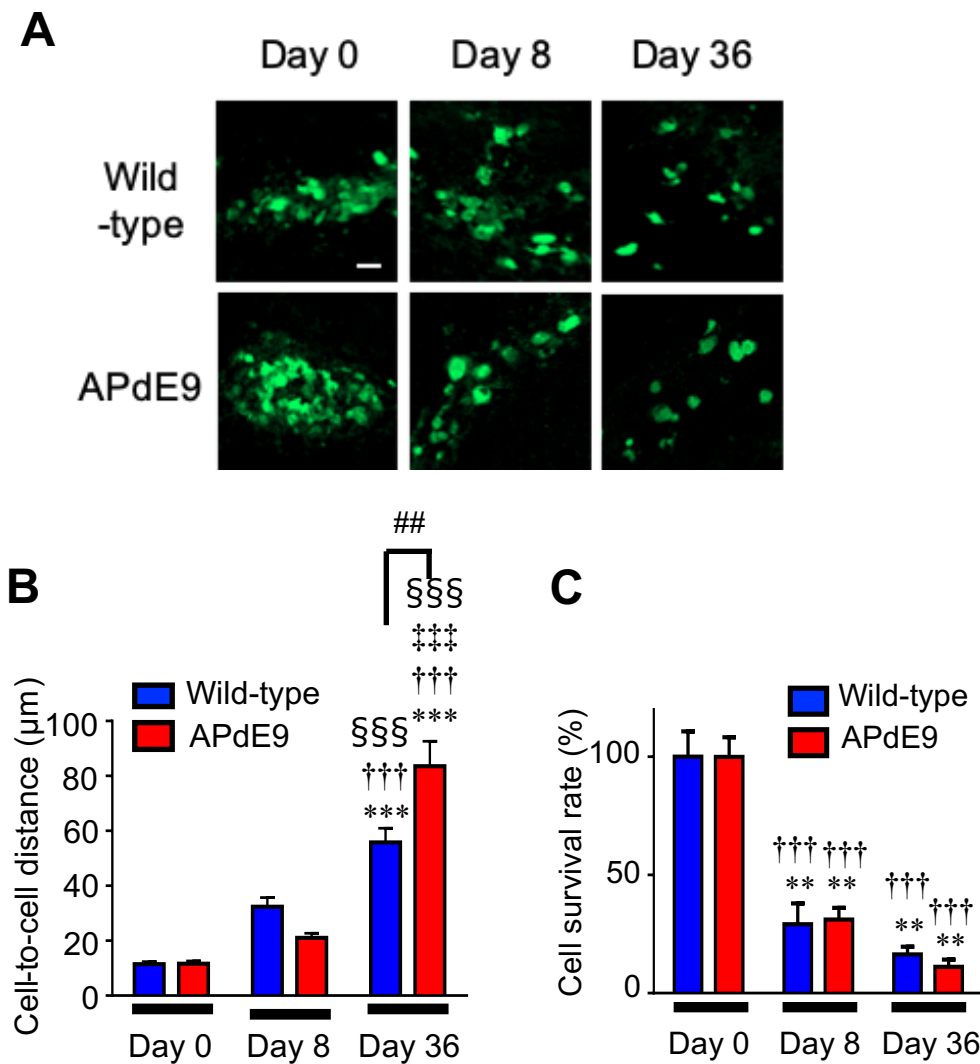 A
Day 0 Day 8 Day 36
Wild
-type
APdE9
B
##
§§§
‡‡‡
†††
***
§§§
†††
***
Wild-type
APdE9
Cell-to-cell distance (µm)
100
80
60
40
20
0
Day 0 Day 8 Day 36
C
Wild-type
APdE9
Cell survival rate (%)
100
50
0
††† †††
** **
††† †††
** **
Day 0 Day 8 Day 36